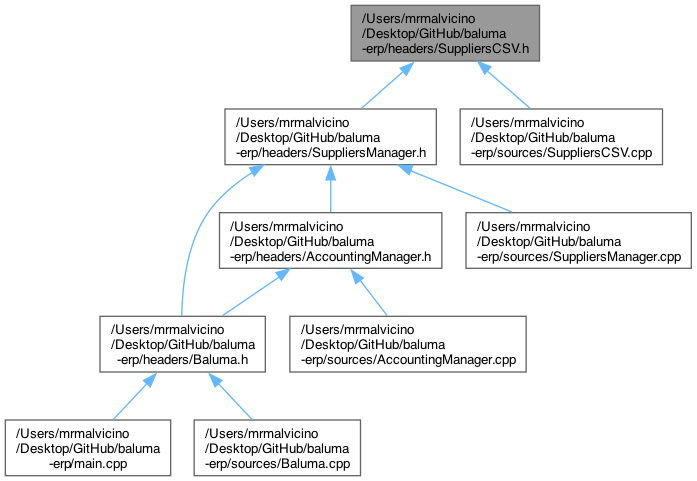 /Users/mrmalvicino
/Desktop/GitHub/baluma
-erp/headers/SuppliersCSV.h
/Users/mrmalvicino
/Desktop/GitHub/baluma
-erp/headers/SuppliersManager.h
/Users/mrmalvicino
/Desktop/GitHub/baluma
-erp/sources/SuppliersCSV.cpp
/Users/mrmalvicino
/Desktop/GitHub/baluma
-erp/headers/AccountingManager.h
/Users/mrmalvicino
/Desktop/GitHub/baluma
-erp/sources/SuppliersManager.cpp
/Users/mrmalvicino
/Desktop/GitHub/baluma
-erp/headers/Baluma.h
/Users/mrmalvicino
/Desktop/GitHub/baluma
-erp/sources/AccountingManager.cpp
/Users/mrmalvicino
/Desktop/GitHub/baluma
-erp/main.cpp
/Users/mrmalvicino
/Desktop/GitHub/baluma
-erp/sources/Baluma.cpp